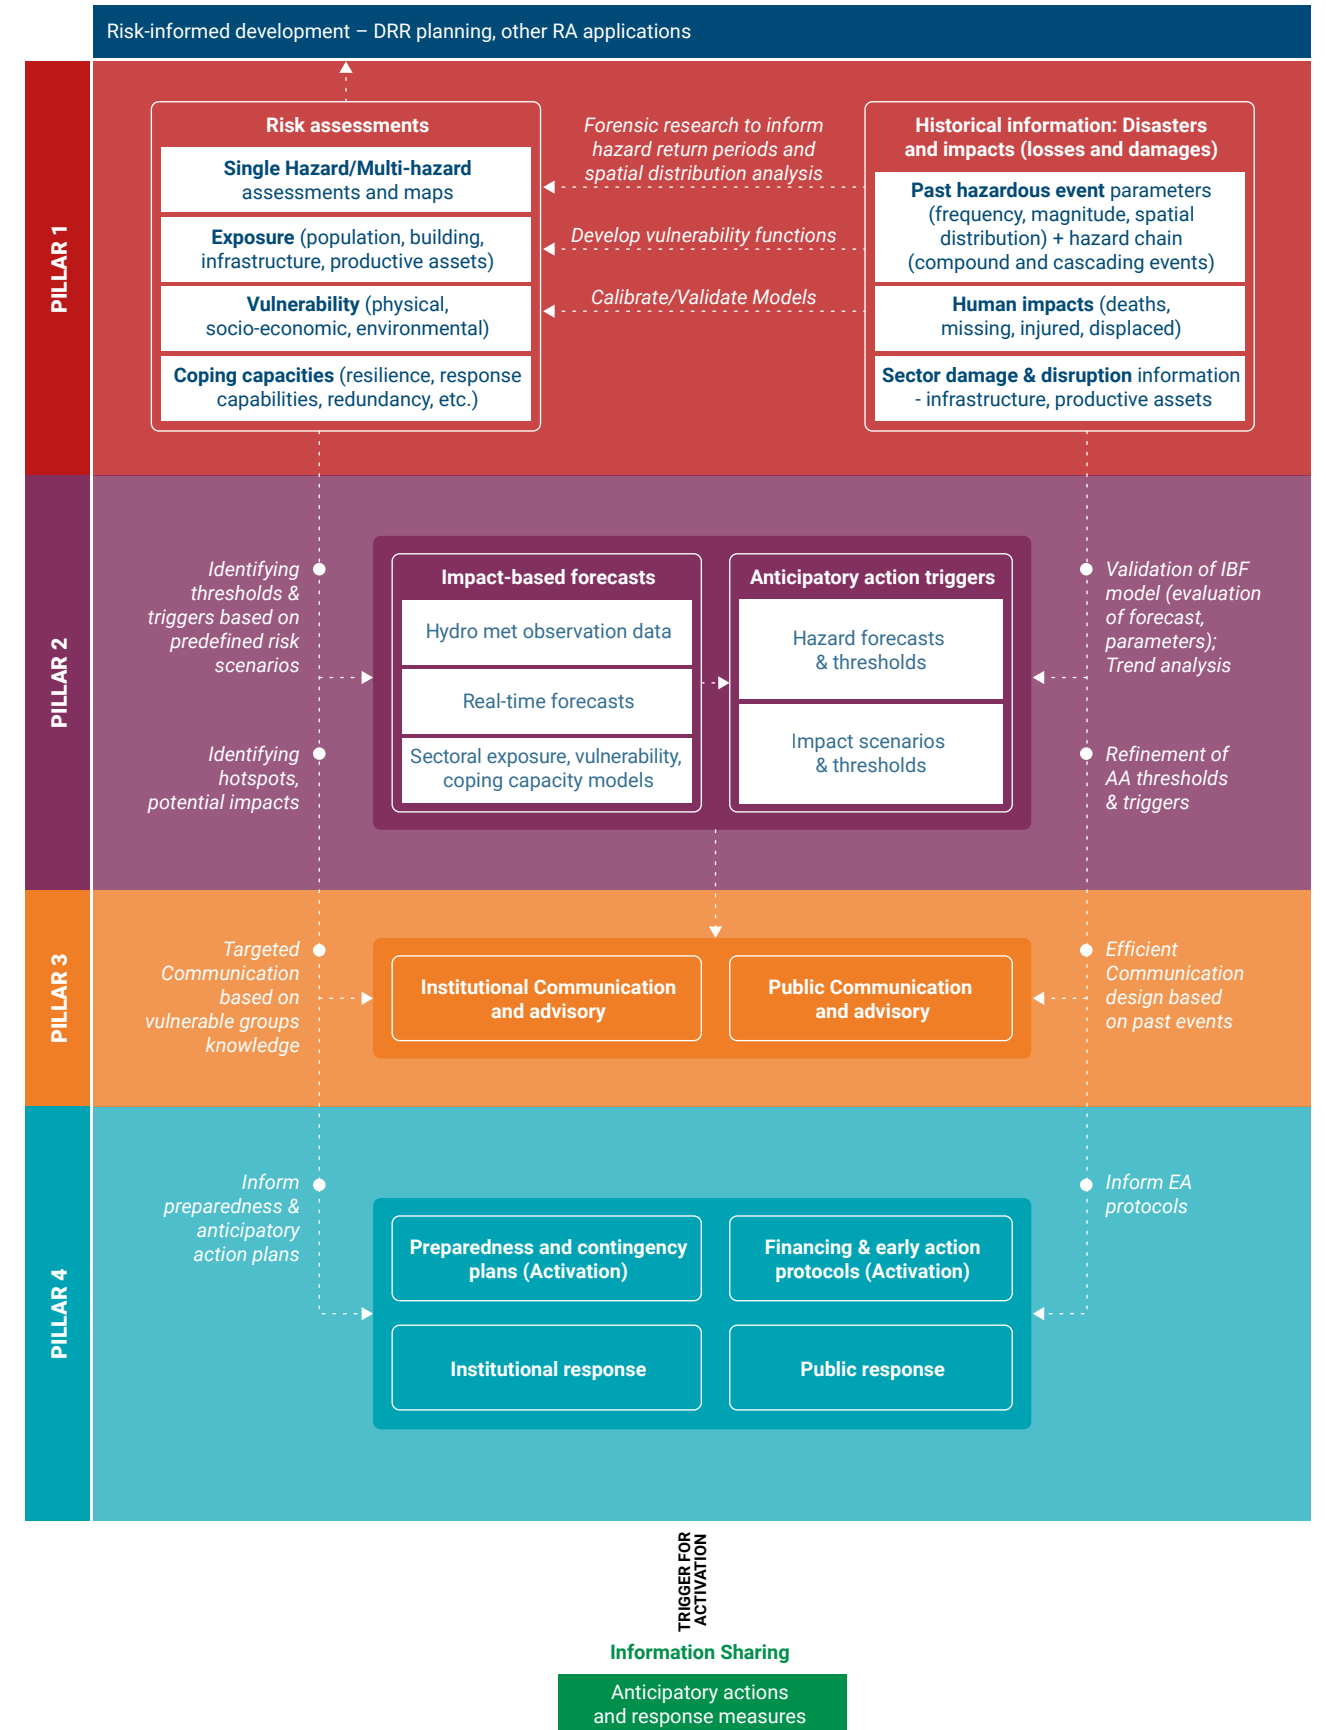 Risk-informed development – DRR planning, other RA applications
PILLAR 1
Risk assessments
Single Hazard/Multi-hazard
assessments and maps
Exposure (population, building,
infrastructure, productive assets)
Vulnerability (physical,
socio-economic, environmental)
Coping capacities (resilience, response
capabilities, redundancy, etc.)
Forensic research to inform
hazard return periods and
spatial distribution analysis
Develop vulnerability functions
Calibrate/Validate Models
Historical information: Disasters
and impacts (losses and damages)
Past hazardous event parameters
(frequency, magnitude, spatial
distribution) + hazard chain
(compound and cascading events)
Human impacts (deaths,
missing, injured, displaced)
Sector damage & disruption information
- infrastructure, productive assets
PILLAR 2
Identifying
thresholds &
triggers based on
predefined risk
scenarios
Identifying
hotspots,
potential impacts
Impact-based forecasts
Hydro met observation data
Real-time forecasts
Sectoral exposure, vulnerability,
coping capacity models
Anticipatory action triggers
Hazard forecasts
& thresholds
Impact scenarios
& thresholds
Validation of IBF
model (evaluation
of forecast,
parameters);
Trend analysis
Refinement of
AA thresholds
& triggers
PILLAR 3
Targeted
Communication
based on
vulnerable groups
knowledge
Institutional Communication
and advisory
Public Communication
and advisory
Efficient
Communication
design based
on past events
PILLAR 4
Inform
preparedness &
anticipatory
action plans
Preparedness and contingency
plans (Activation)
Financing & early action
protocols (Activation)
Institutional response
Public response
Inform EA
protocols
TRIGGER FOR
ACTIVATION
Information Sharing
Anticipatory actions
and response measures